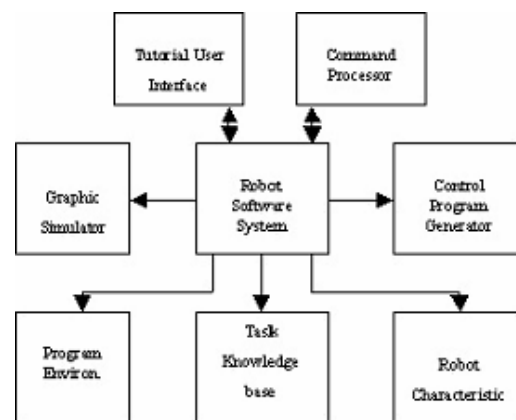 Tutorial User
Interface
Command
Processor
Graphic
Simulator
Robot
Software
System
Control
Program
Generator
Program
Environ.
Task
Knowledge
base
Robot
Characteristic